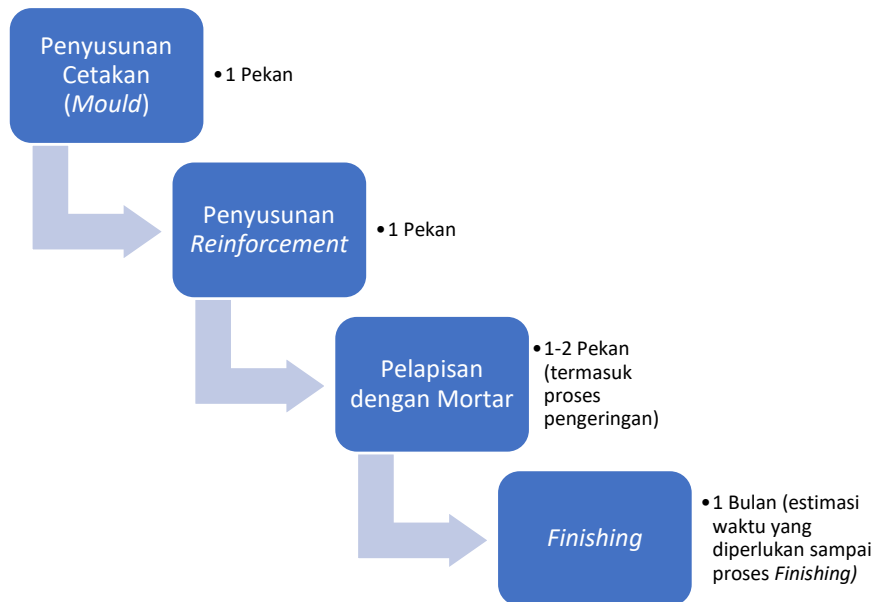 Penyusunan
Cetakan
(Mould)
•1 Pekan
Penyusunan
Reinforcement
•1 Pekan
Pelapisan
dengan Mortar
•1-2 Pekan
(termasuk
proses
pengeringan)
Finishing
•1 Bulan (estimasi
waktu yang
diperlukan sampai
proses Finishing)